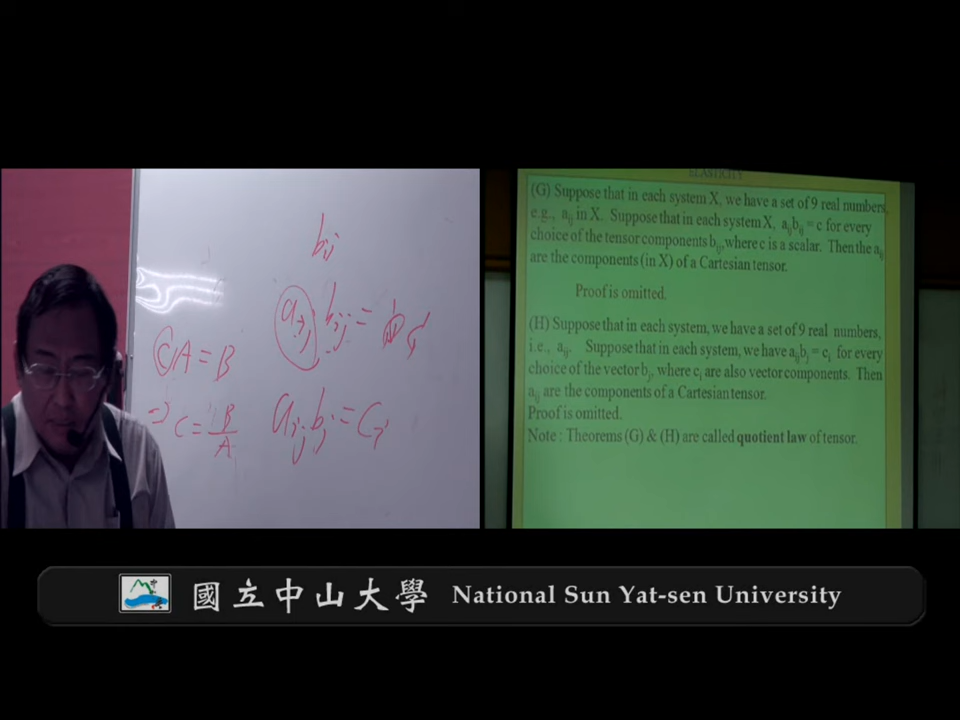 b_ij
a_ij b_ij = c
CA = B
⇒ C = B/A
a_ij b_j = C_i
ELASTICITY
(G) Suppose that in each system X, we have a set of 9 real numbers,
e.g., a_ij in X. Suppose that in each system X, a_ij b_ij = c for every
choice of the tensor components b_ij, where c is a scalar. Then the a_ij
are the components (in X) of a Cartesian tensor.
Proof is omitted.
(H) Suppose that in each system, we have a set of 9 real numbers,
i.e., a_ij. Suppose that in each system, we have a_ij b_j = c_i for every
choice of the vector b_j, where c_i are also vector components. Then
a_ij are the components of a Cartesian tensor.
Proof is omitted.
Note : Theorems (G) & (H) are called quotient law of tensor.
國立中山大學 National Sun Yat-sen University